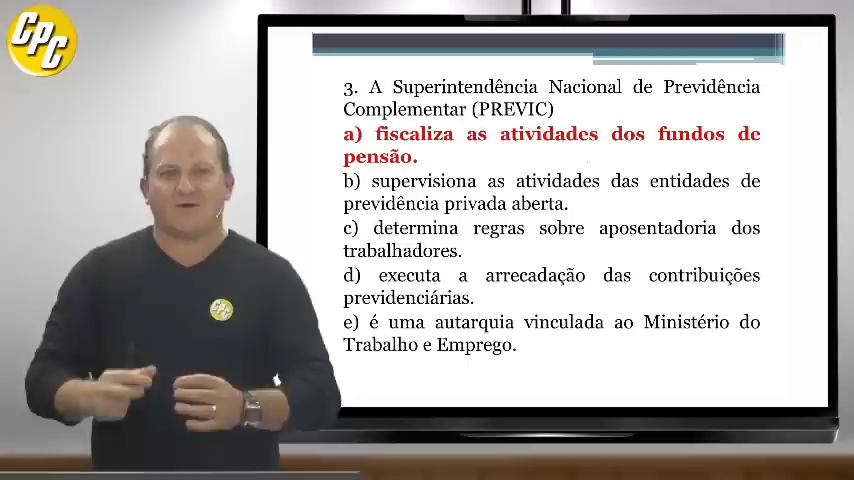 CPC
3. A Superintendência Nacional de Previdência
Complementar (PREVIC)
a) fiscaliza as atividades dos fundos de
pensão.
b) supervisiona as atividades das entidades de
previdência privada aberta.
c) determina regras sobre aposentadoria dos
trabalhadores.
d) executa a arrecadação das contribuições
previdenciárias.
e) é uma autarquia vinculada ao Ministério do
Trabalho e Emprego.
CPC